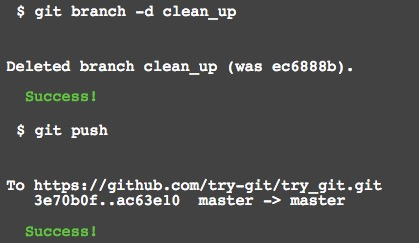 $ git branch -d clean_up
Deleted branch clean_up (was ec6888b).
Success!
$ git push
To https://github.com/try-git/try_git.git
3e70b0f..ac63e10 master -> master
Success!